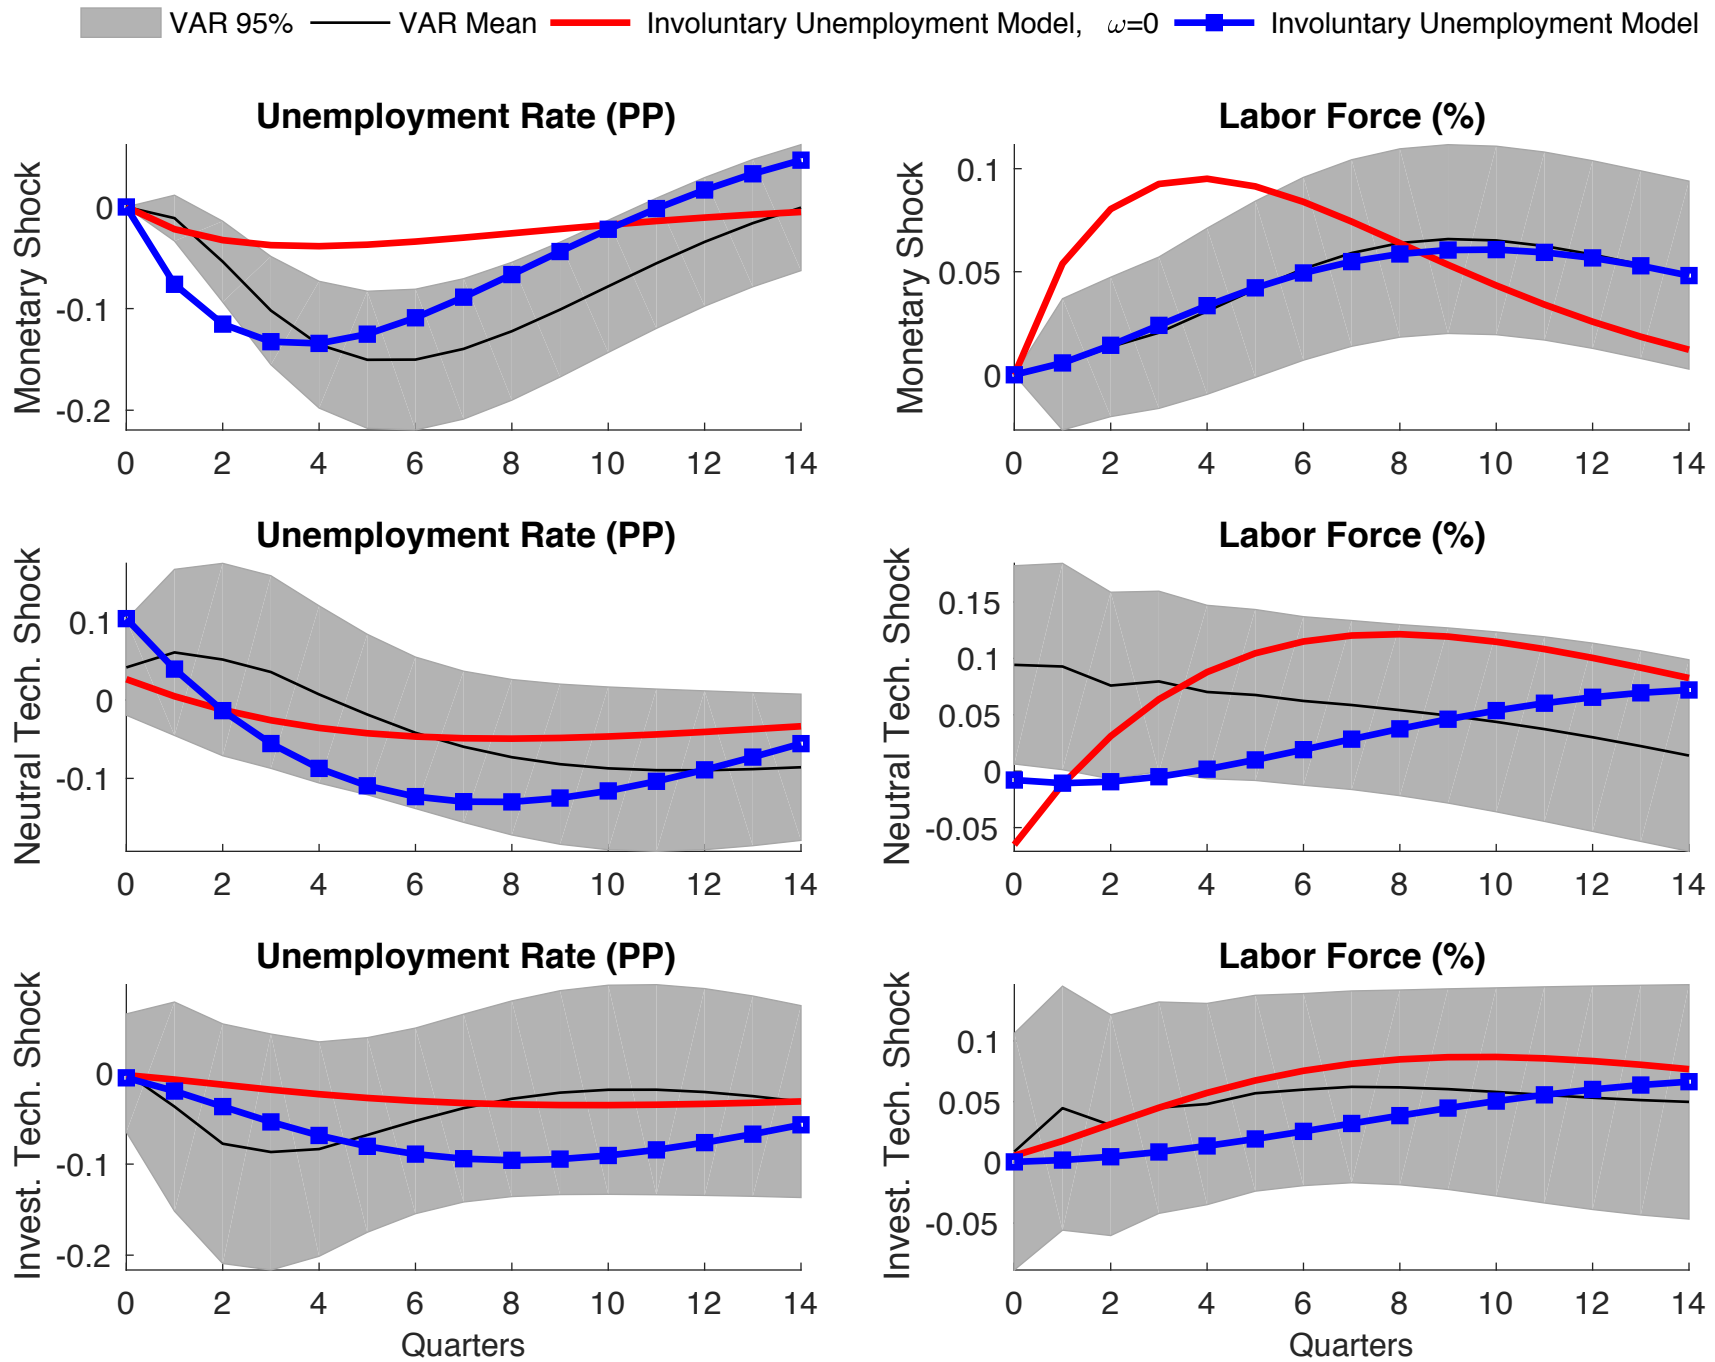 VAR 95% VAR Mean Involuntary Unemployment Model, ω=0 Involuntary Unemployment Model
Unemployment Rate (PP)
Monetary Shock
0
-0.1
-0.2
0 2 4 6 8 10 12 14
Labor Force (%)
Monetary Shock
0.1
0.05
0
0 2 4 6 8 10 12 14
Unemployment Rate (PP)
Neutral Tech. Shock
0.1
0
-0.1
0 2 4 6 8 10 12 14
Labor Force (%)
Neutral Tech. Shock
0.15
0.1
0.05
0
-0.05
0 2 4 6 8 10 12 14
Unemployment Rate (PP)
Invest. Tech. Shock
0
-0.1
-0.2
0 2 4 6 8 10 12 14
Quarters
Labor Force (%)
Invest. Tech. Shock
0.1
0.05
0
-0.05
0 2 4 6 8 10 12 14
Quarters